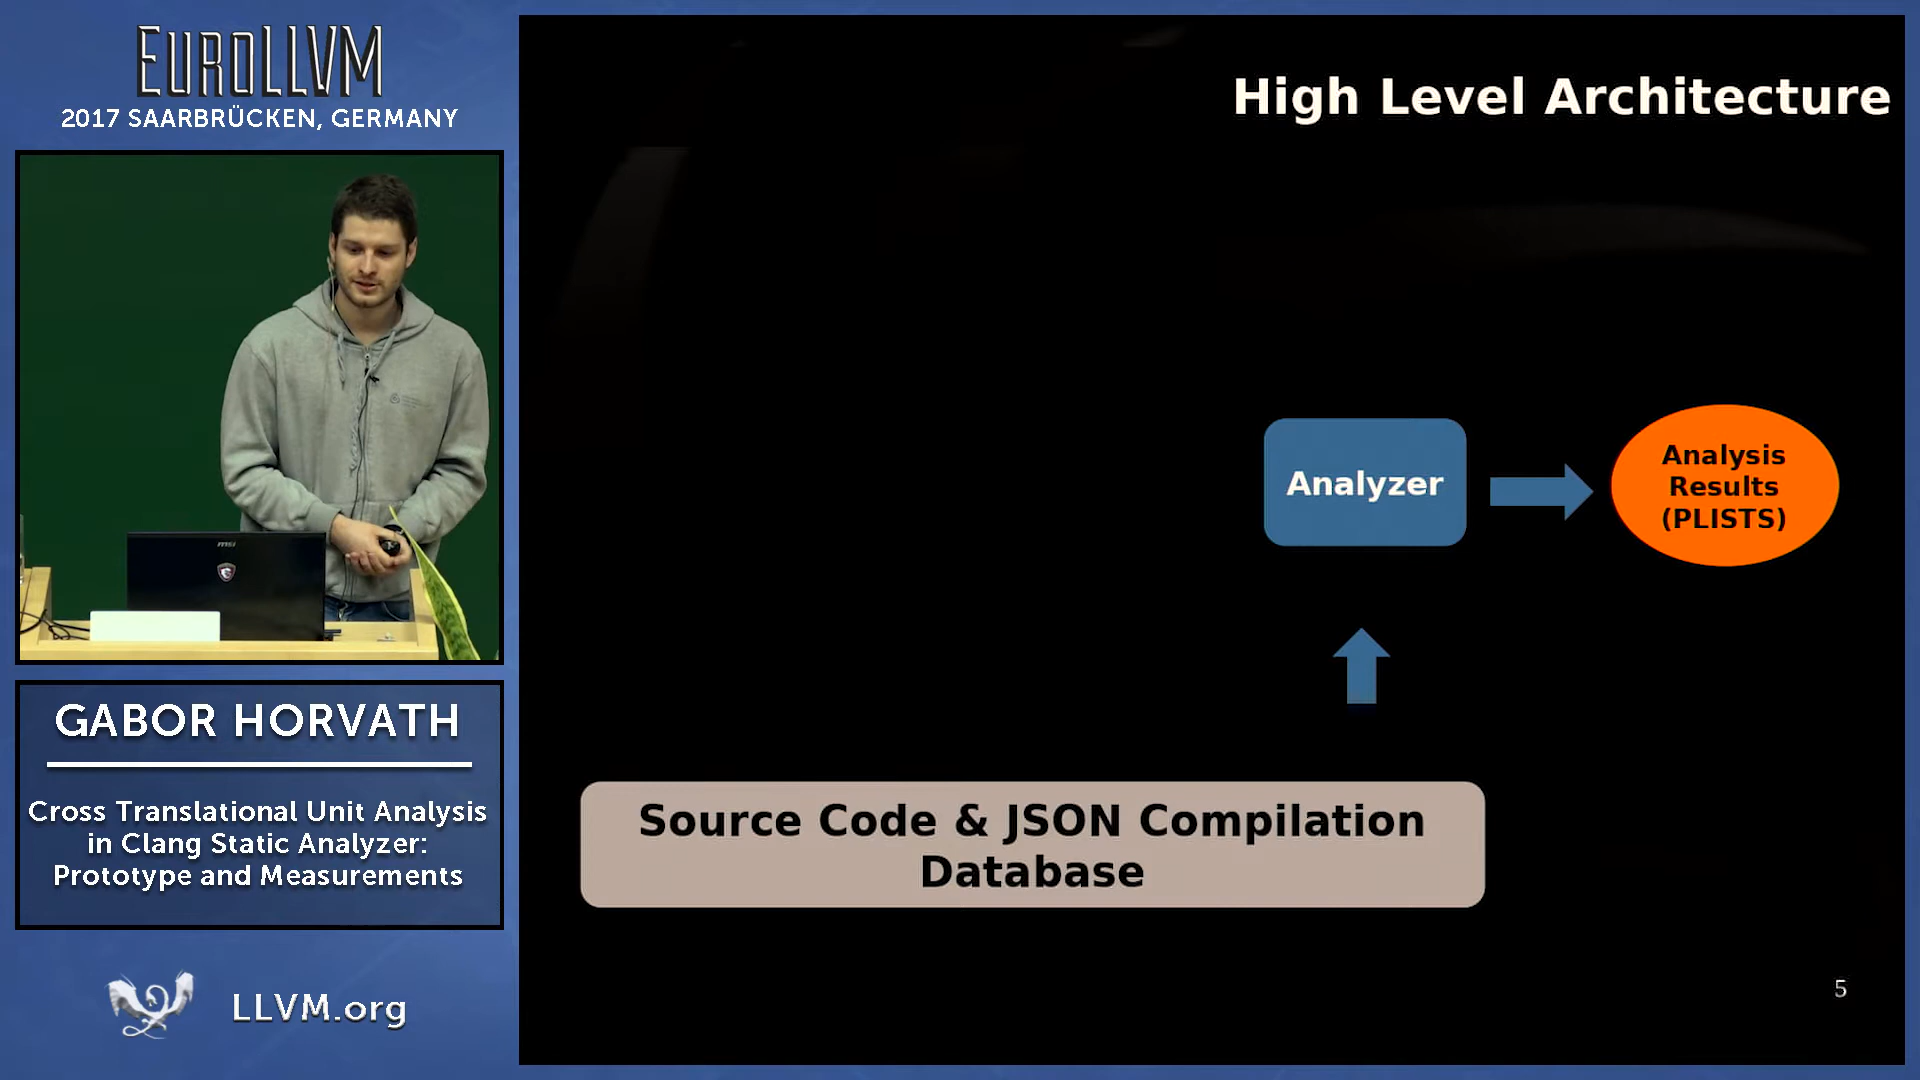 EUROLLVM
2017 SAARBRÜCKEN, GERMANY
msi
GABOR HORVATH
Cross Translational Unit Analysis
in Clang Static Analyzer:
Prototype and Measurements
LLVM.org
High Level Architecture
Analyzer
Analysis
Results
(PLISTS)
Source Code & JSON Compilation
Database
5